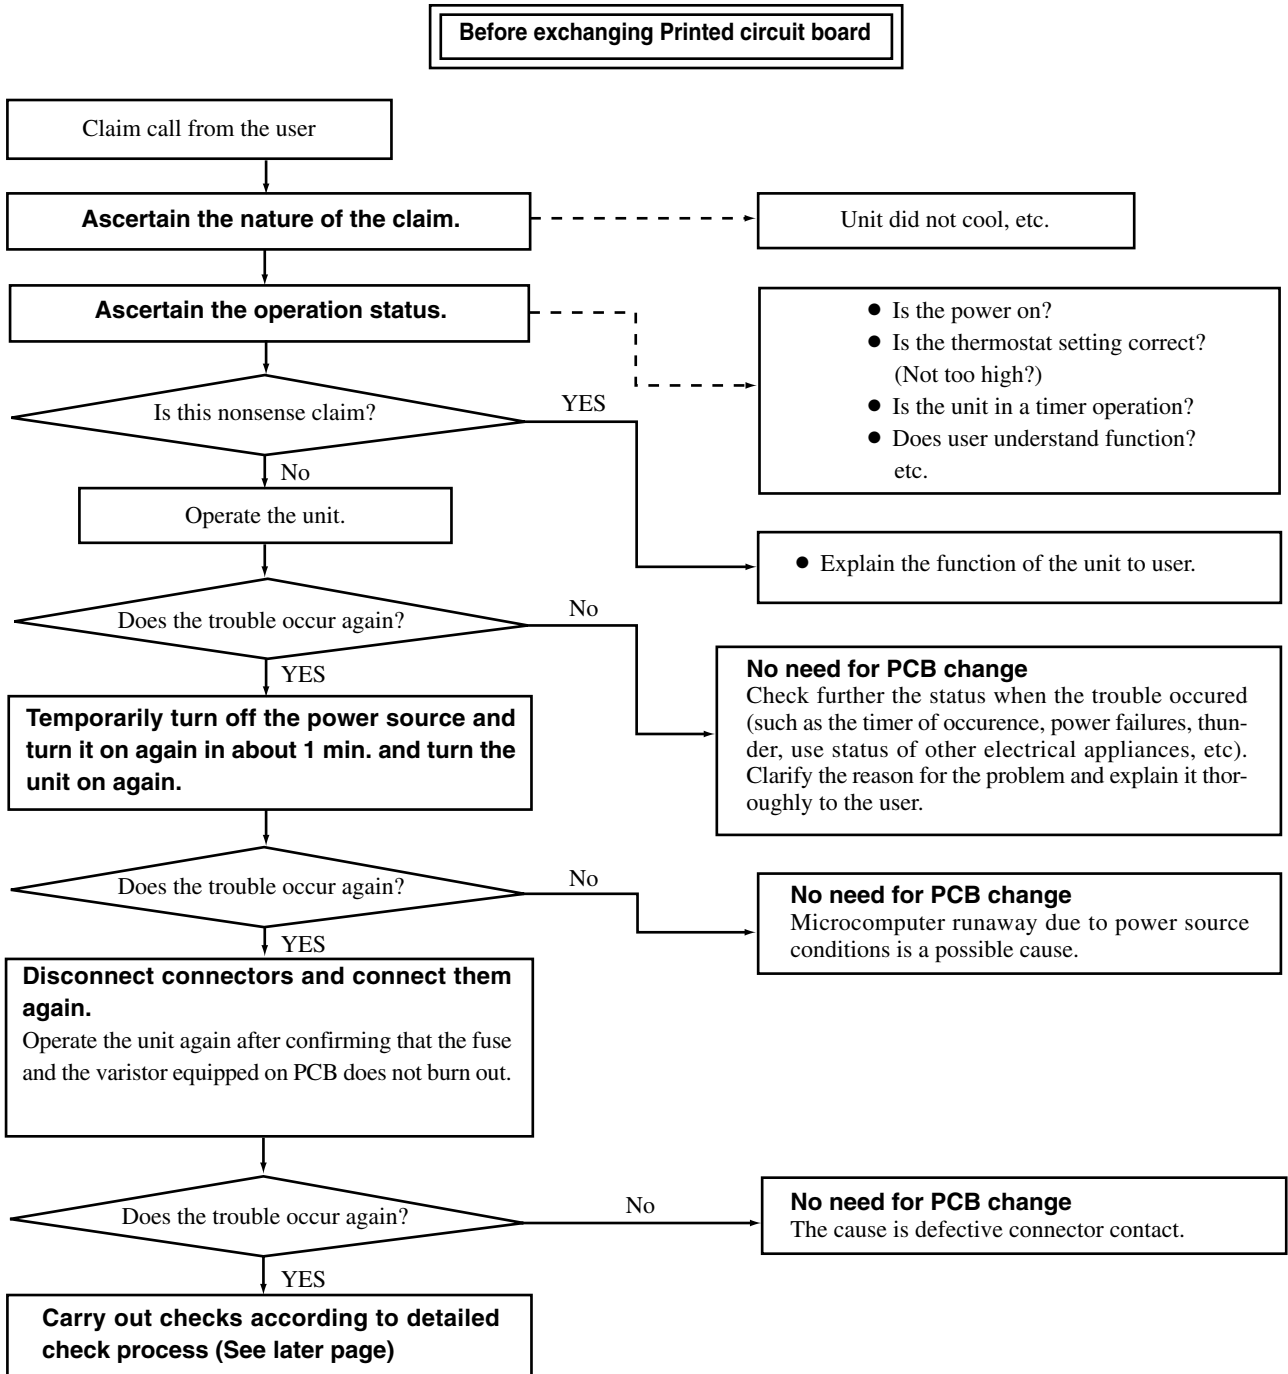 Before exchanging Printed circuit board
Claim call from the user
Ascertain the nature of the claim.
Unit did not cool, etc.
Ascertain the operation status.
● Is the power on?
● Is the thermostat setting correct?
(Not too high?)
● Is the unit in a timer operation?
● Does user understand function?
etc.
Is this nonsense claim?
YES
No
Operate the unit.
● Explain the function of the unit to user.
Does the trouble occur again?
No
YES
No need for PCB change
Check further the status when the trouble occured
(such as the timer of occurence, power failures, thun-
der, use status of other electrical appliances, etc).
Clarify the reason for the problem and explain it thor-
oughly to the user.
Temporarily turn off the power source and
turn it on again in about 1 min. and turn the
unit on again.
Does the trouble occur again?
No
YES
No need for PCB change
Microcomputer runaway due to power source
conditions is a possible cause.
Disconnect connectors and connect them
again.
Operate the unit again after confirming that the fuse
and the varistor equipped on PCB does not burn out.
Does the trouble occur again?
No
YES
No need for PCB change
The cause is defective connector contact.
Carry out checks according to detailed
check process (See later page)